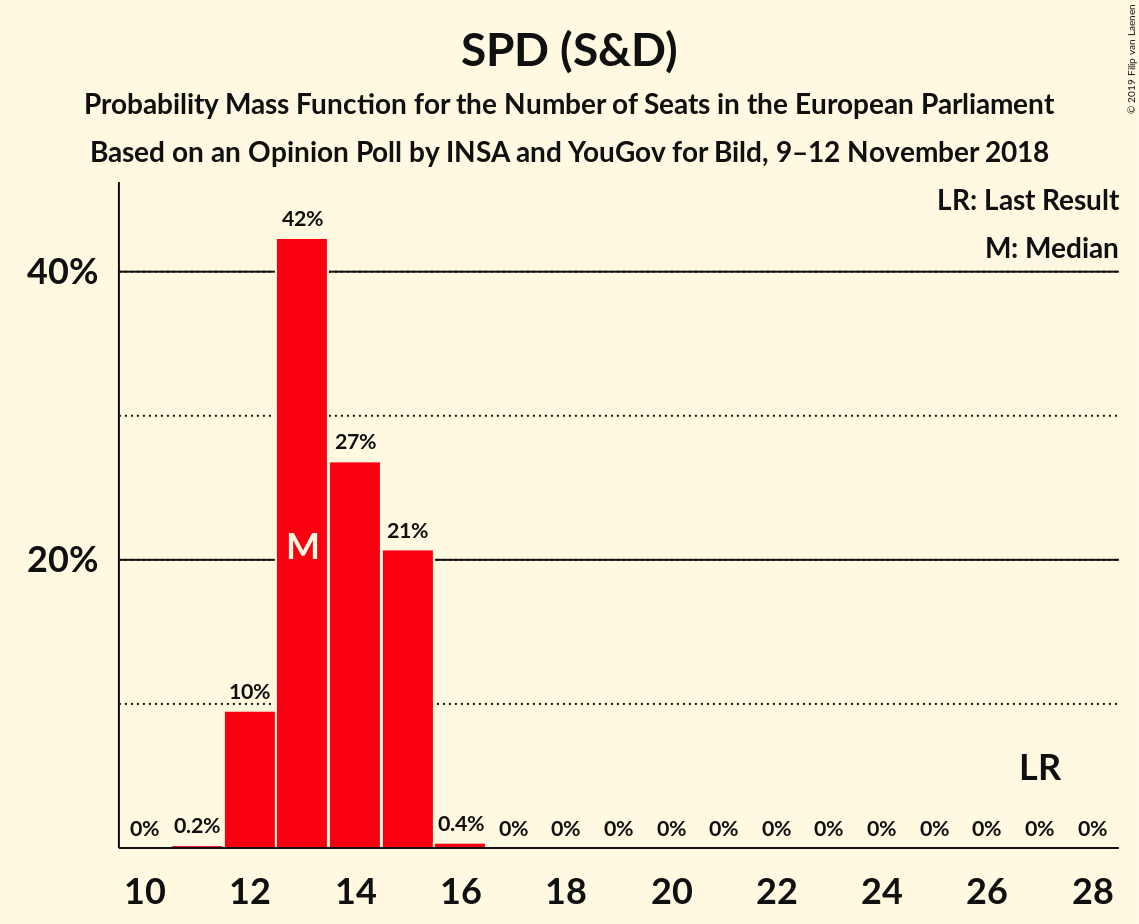 SPD (S&D)
Probability Mass Function for the Number of Seats in the European Parliament
Based on an Opinion Poll by INSA and YouGov for Bild, 9–12 November 2018
© 2019 Filip van Laenen
LR: Last Result
M: Median
40%
20%
42%
27%
21%
10%
0% 0.2% 0.4% 0% 0% 0% 0% 0% 0% 0% 0% 0% 0% 0% 0%
M
LR
10 12 14 16 18 20 22 24 26 28